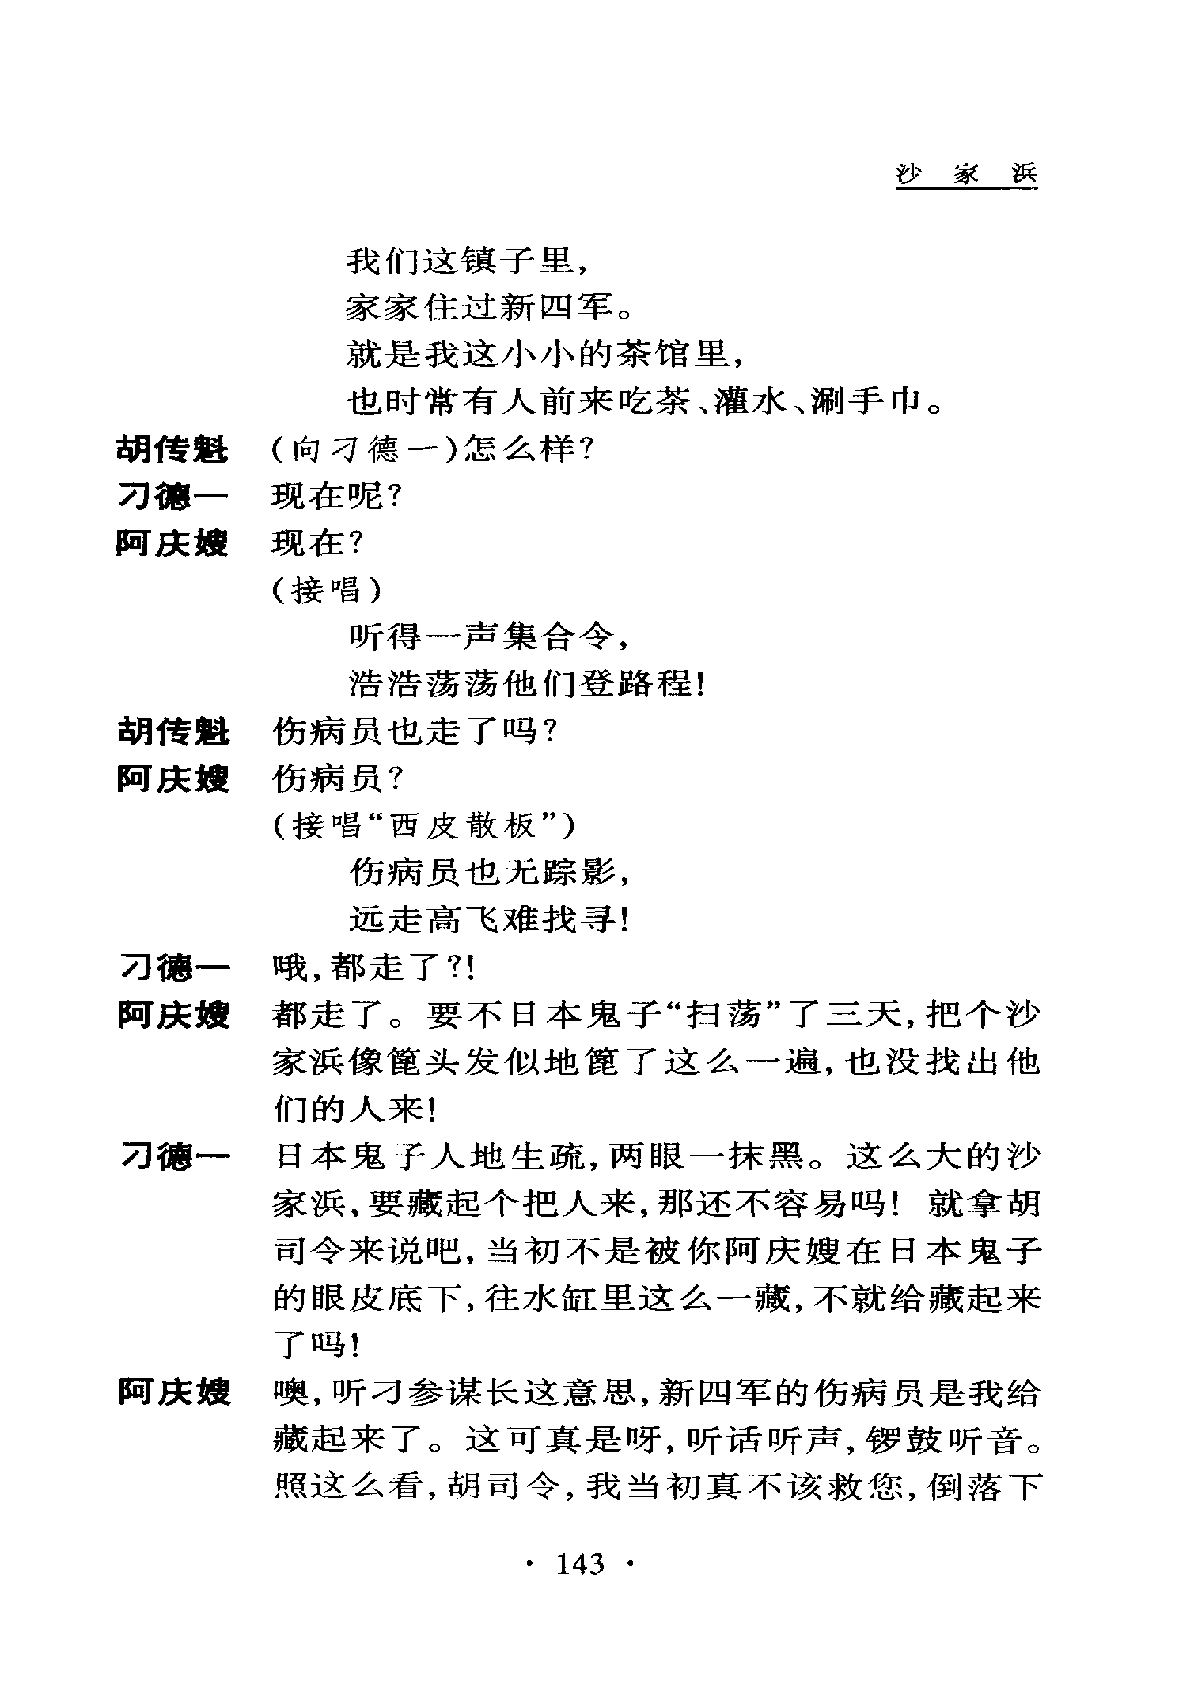 沙家浜
我们这镇子里，
家家住过新四军。
就是我这小小的茶馆里，
也时常有人前来吃茶、灌水、涮手巾。
胡传魁 （向刁德一）怎么样？
刁德一 现在呢？
阿庆嫂 现在？
（接唱）
听得一声集合令，
浩浩荡荡他们登路程！
胡传魁 伤病员也走了吗？
阿庆嫂 伤病员？
（接唱“西皮散板”）
伤病员也无踪影，
远走高飞难找寻！
刁德一 哦，都走了？！
阿庆嫂 都走了。要不日本鬼子“扫荡”了三天，把个沙
家浜像篦头发似地篦了这么一遍，也没找出他
们的人来！
刁德一 日本鬼子人地生疏，两眼一抹黑。这么大的沙
家浜，要藏起个把人来，那还不容易吗！就拿胡
司令来说吧，当初不是被你阿庆嫂在日本鬼子
的眼皮底下，往水缸里这么一藏，不就给藏起来
了吗！
阿庆嫂 噢，听刁参谋长这意思，新四军的伤病员是我给
藏起来了。这可真是呀，听话听声，锣鼓听音。
照这么看，胡司令，我当初真不该救您，倒落下
· 143 ·